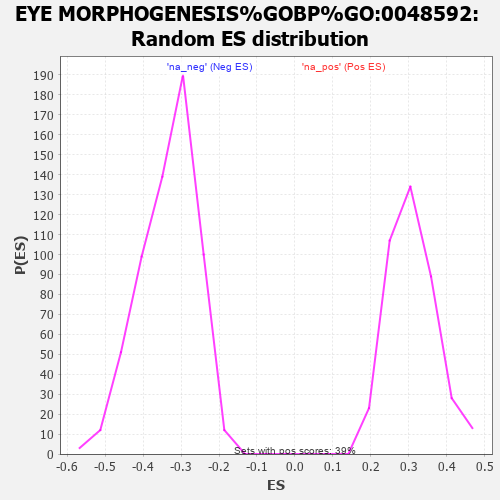 EYE MORPHOGENESIS%GOBP%GO:0048592:
Random ES distribution
'na_neg' (Neg ES)
'na_pos' (Pos ES)
P(ES)
190
180
170
160
150
140
130
120
110
100
90
80
70
60
50
40
30
20
10
0
Sets with pos scores: 39%
-0.6 -0.5 -0.4 -0.3 -0.2 -0.1 0.0 0.1 0.2 0.3 0.4 0.5
ES